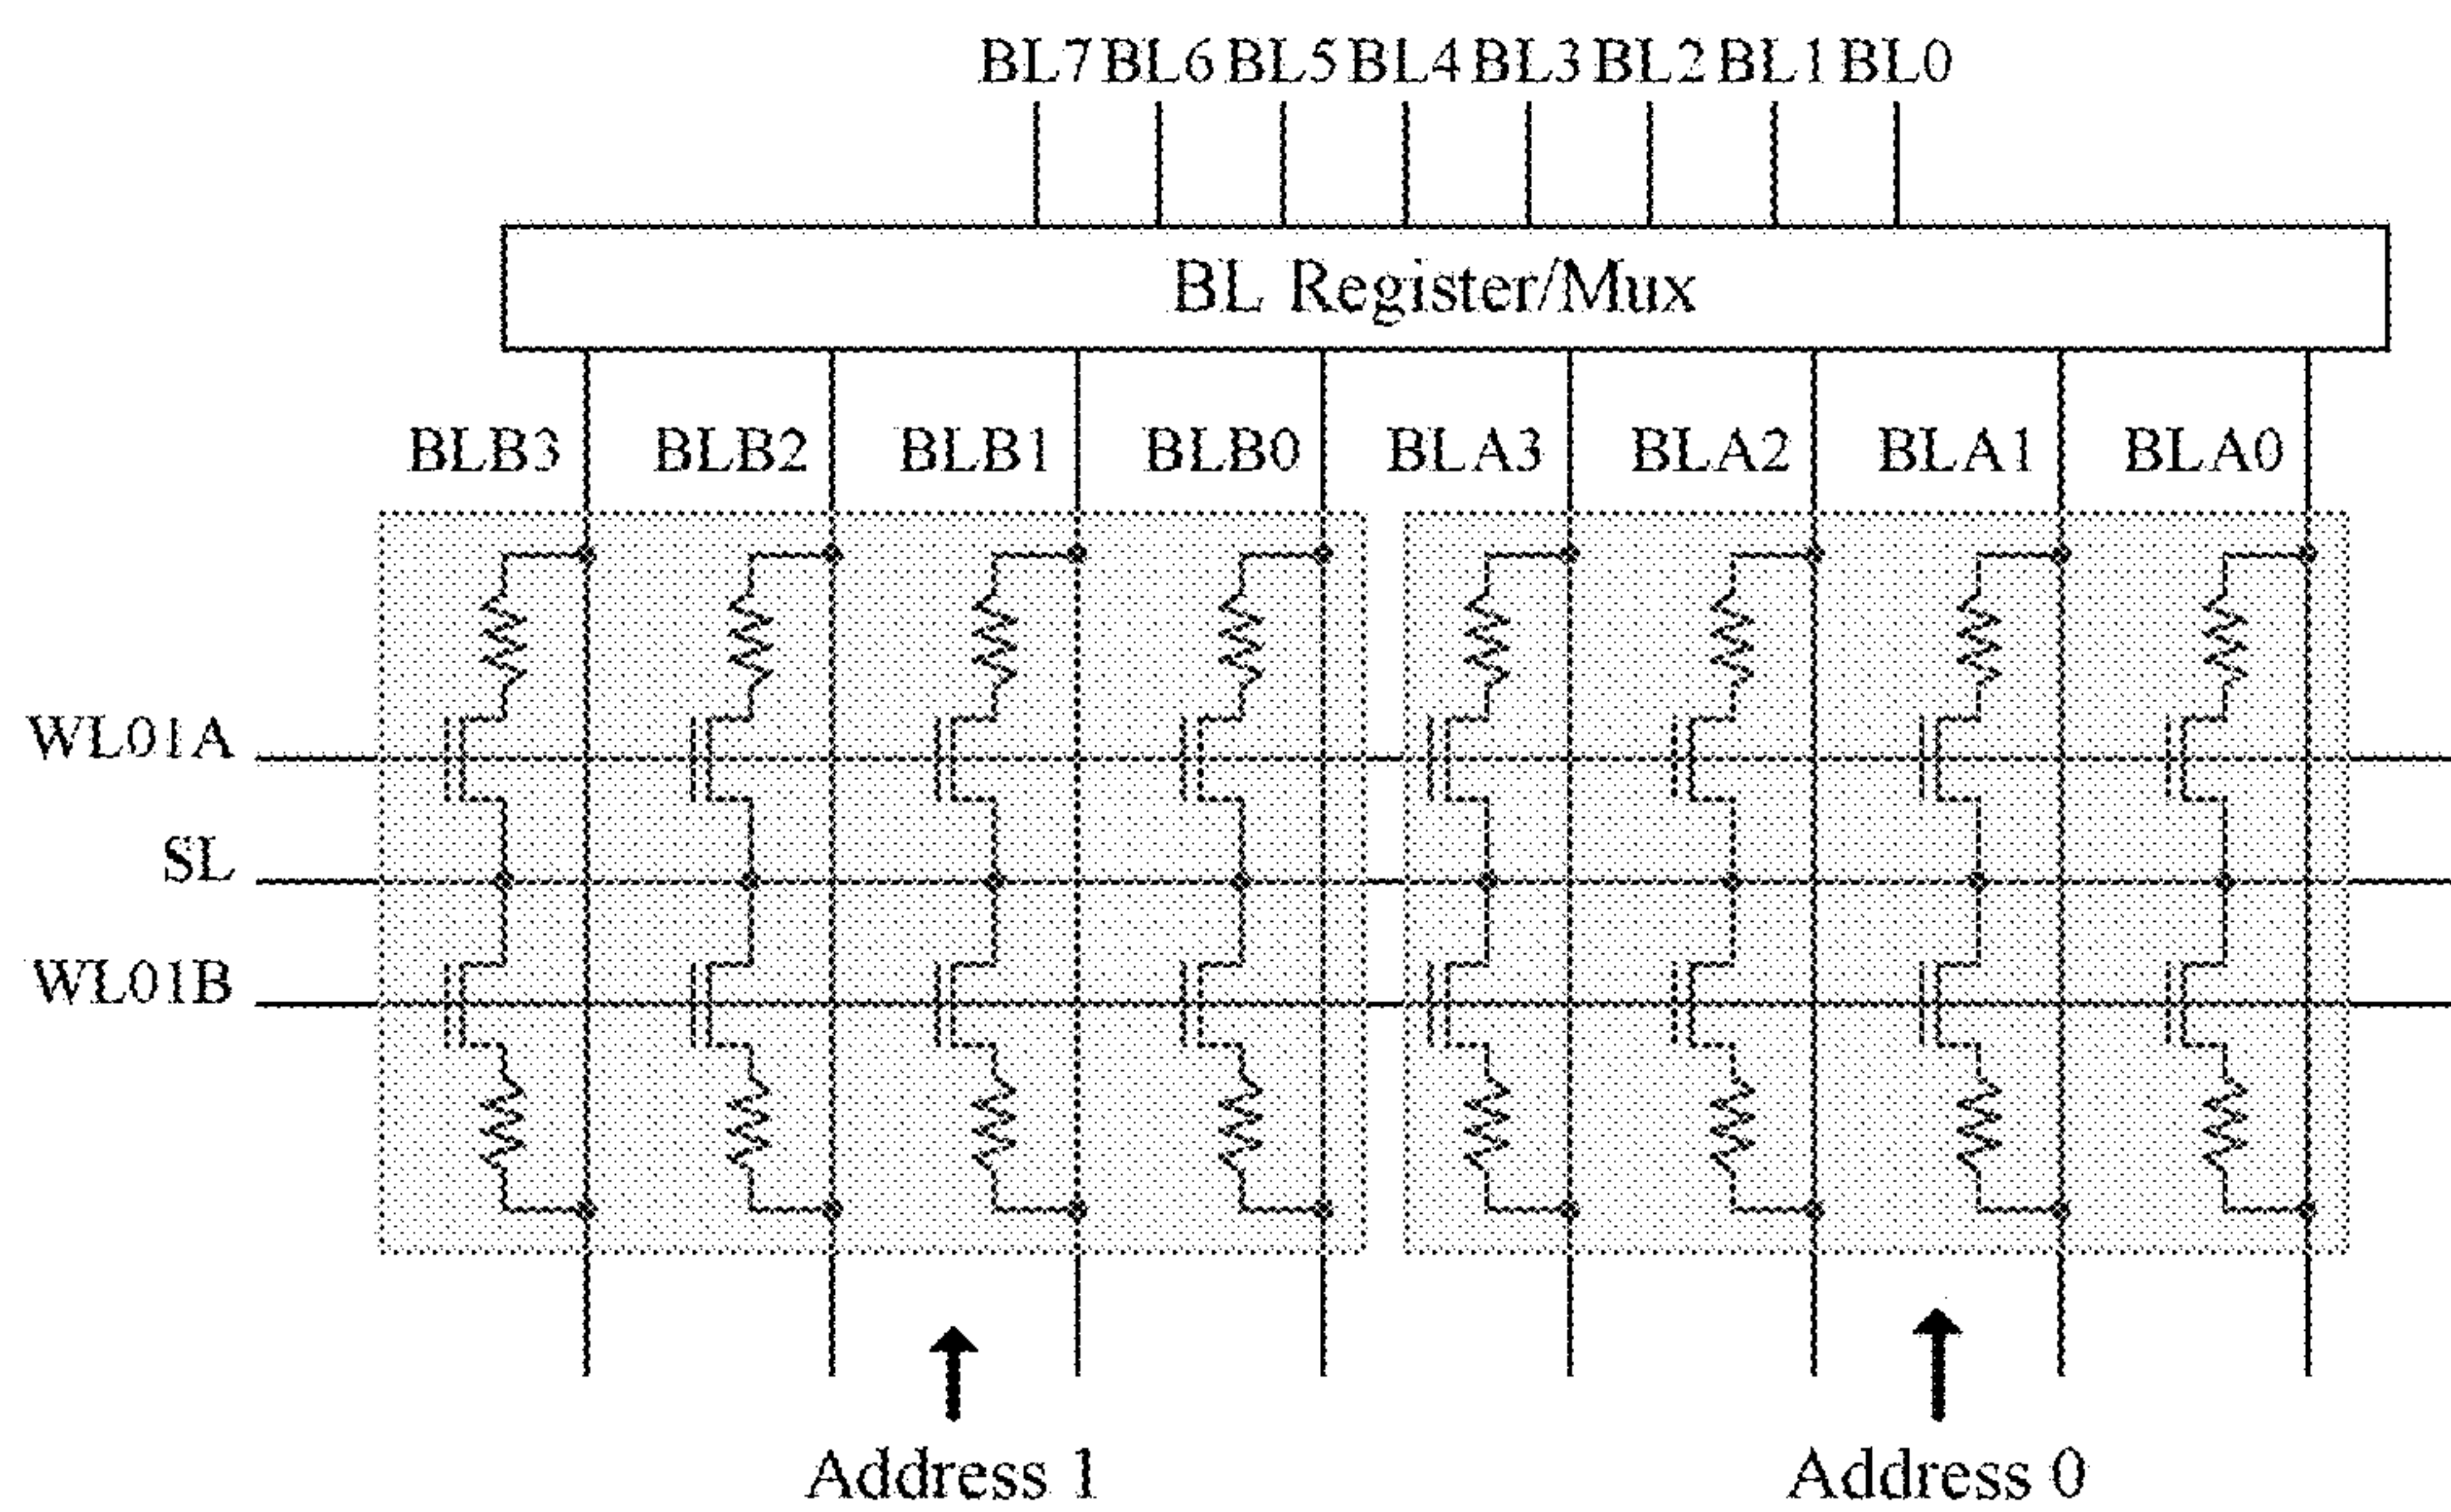 BL7 BL6 BL5 BL4 BL3 BL2 BL1 BL0
BL Register/Mux
BLB3 BLB2 BLB1 BLB0 BLA3 BLA2 BLA1 BLA0
WL01A
SL
WL01B
Address 1 Address 0